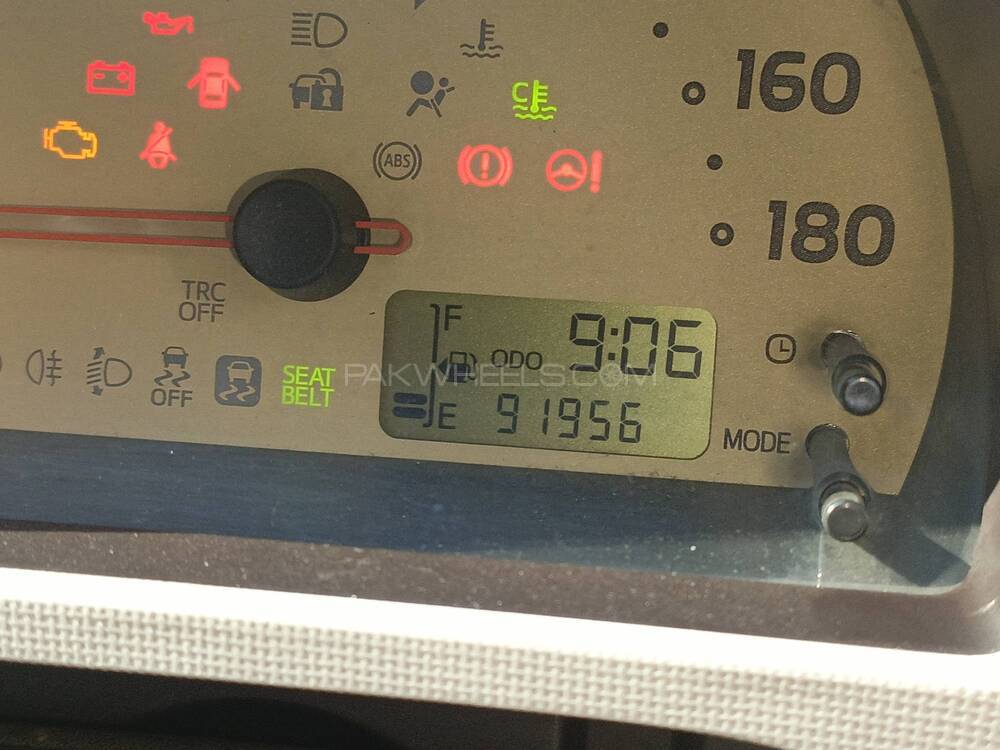 160
C
ABS
180
TRC
OFF
F
9:06
ODO
OFF
SEAT
BELT
PAKWHEELS.COM
E
91956
MODE